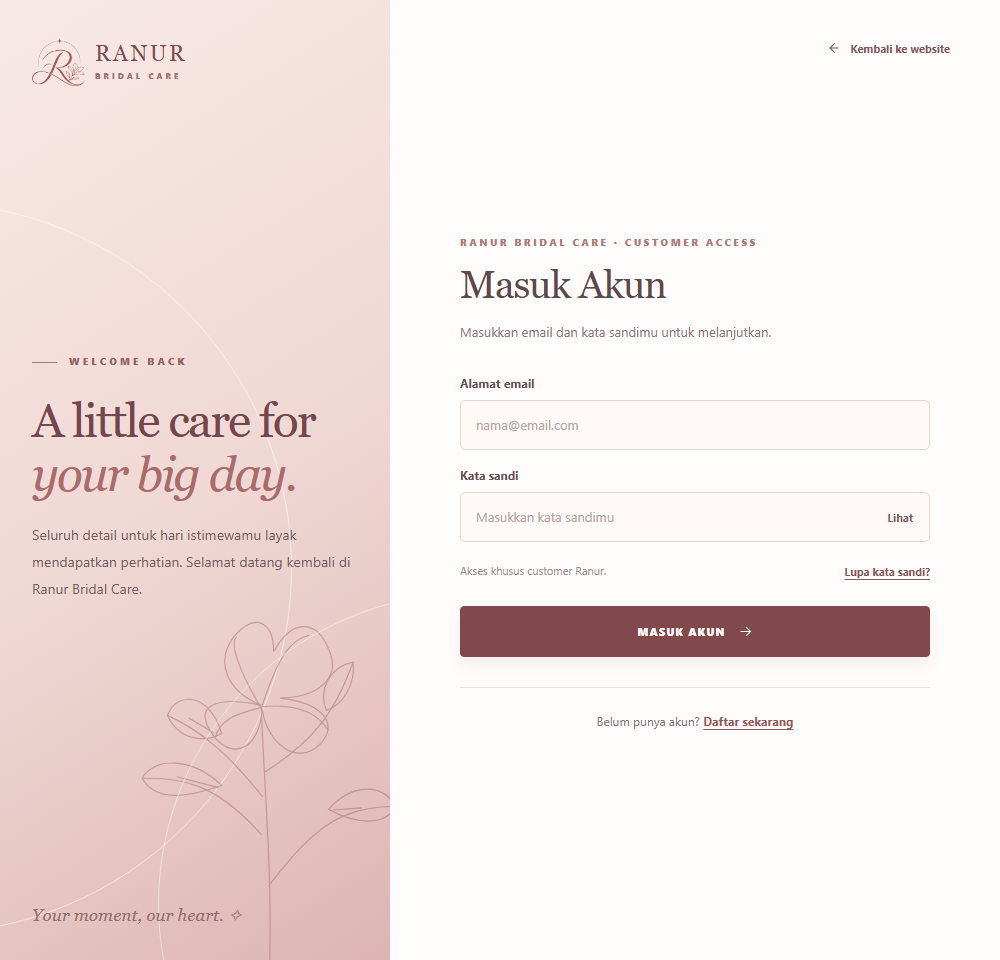 RANUR
BRIDAL CARE
Kembali ke website
WELCOME BACK
A little care for
your big day.
Seluruh detail untuk hari istimewamu layak
mendapatkan perhatian. Selamat datang kembali di
Ranur Bridal Care.
Your moment, our heart. ✧
RANUR BRIDAL CARE · CUSTOMER ACCESS
Masuk Akun
Masukkan email dan kata sandimu untuk melanjutkan.
Alamat email
nama@email.com
Kata sandi
Masukkan kata sandimu Lihat
Akses khusus customer Ranur. Lupa kata sandi?
MASUK AKUN →
Belum punya akun? Daftar sekarang